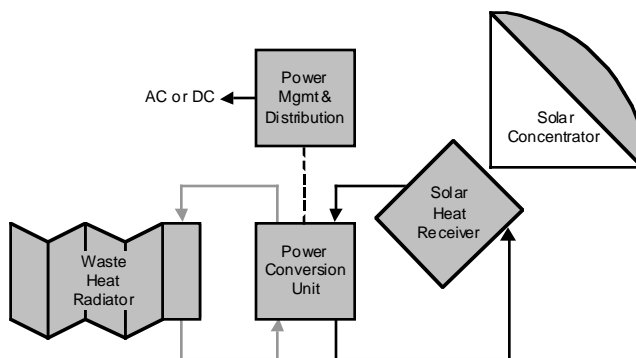 Power
Mgmt &
Distribution
AC or DC
Solar
Concentrator
Solar
Heat
Receiver
Waste
Heat
Radiator
Power
Conversion
Unit